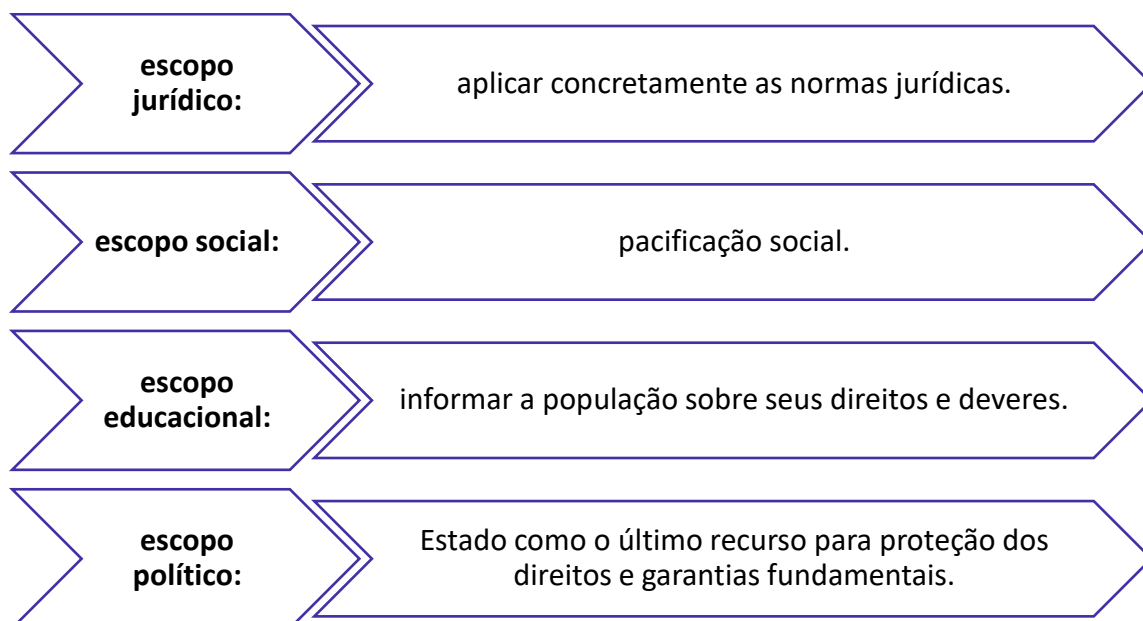 escopo
jurídico:
aplicar concretamente as normas jurídicas.
escopo social:
pacificação social.
escopo
educacional:
informar a população sobre seus direitos e deveres.
escopo
político:
Estado como o último recurso para proteção dos
direitos e garantias fundamentais.